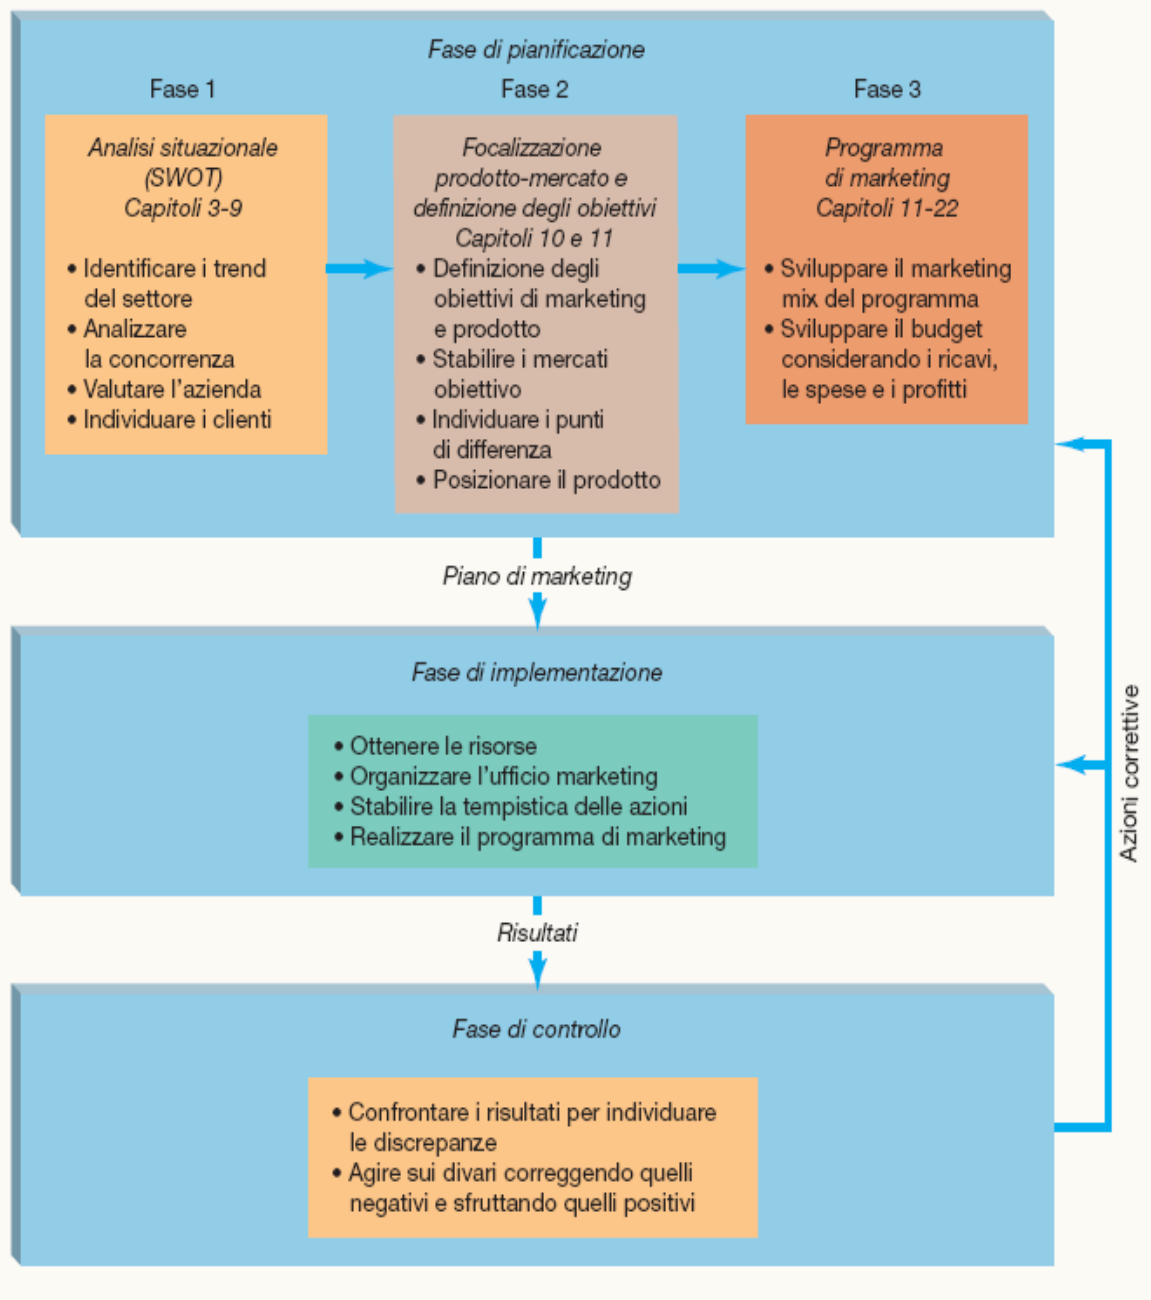 Fase di pianificazione
Fase 1
Analisi situazionale
(SWOT)
Capitoli 3-9
• Identificare i trend
del settore
• Analizzare
la concorrenza
• Valutare l'azienda
• Individuare i clienti
Fase 2
Focalizzazione
prodotto-mercato e
definizione degli obiettivi
Capitoli 10 e 11
• Definizione degli
obiettivi di marketing
e prodotto
• Stabilire i mercati
obiettivo
• Individuare i punti
di differenza
• Posizionare il prodotto
Fase 3
Programma
di marketing
Capitoli 11-22
• Sviluppare il marketing
mix del programma
• Sviluppare il budget
considerando i ricavi,
le spese e i profitti
Piano di marketing
Fase di implementazione
• Ottenere le risorse
• Organizzare l'ufficio marketing
• Stabilire la tempistica delle azioni
• Realizzare il programma di marketing
Risultati
Fase di controllo
• Confrontare i risultati per individuare
le discrepanze
• Agire sui divari correggendo quelli
negativi e sfruttando quelli positivi
Azioni correttive